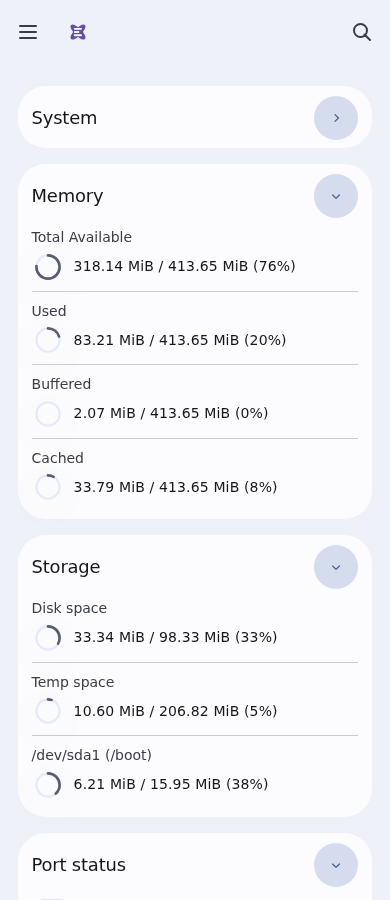 System
Memory
Total Available
318.14 MiB / 413.65 MiB (76%)
Used
83.21 MiB / 413.65 MiB (20%)
Buffered
2.07 MiB / 413.65 MiB (0%)
Cached
33.79 MiB / 413.65 MiB (8%)
Storage
Disk space
33.34 MiB / 98.33 MiB (33%)
Temp space
10.60 MiB / 206.82 MiB (5%)
/dev/sda1 (/boot)
6.21 MiB / 15.95 MiB (38%)
Port status